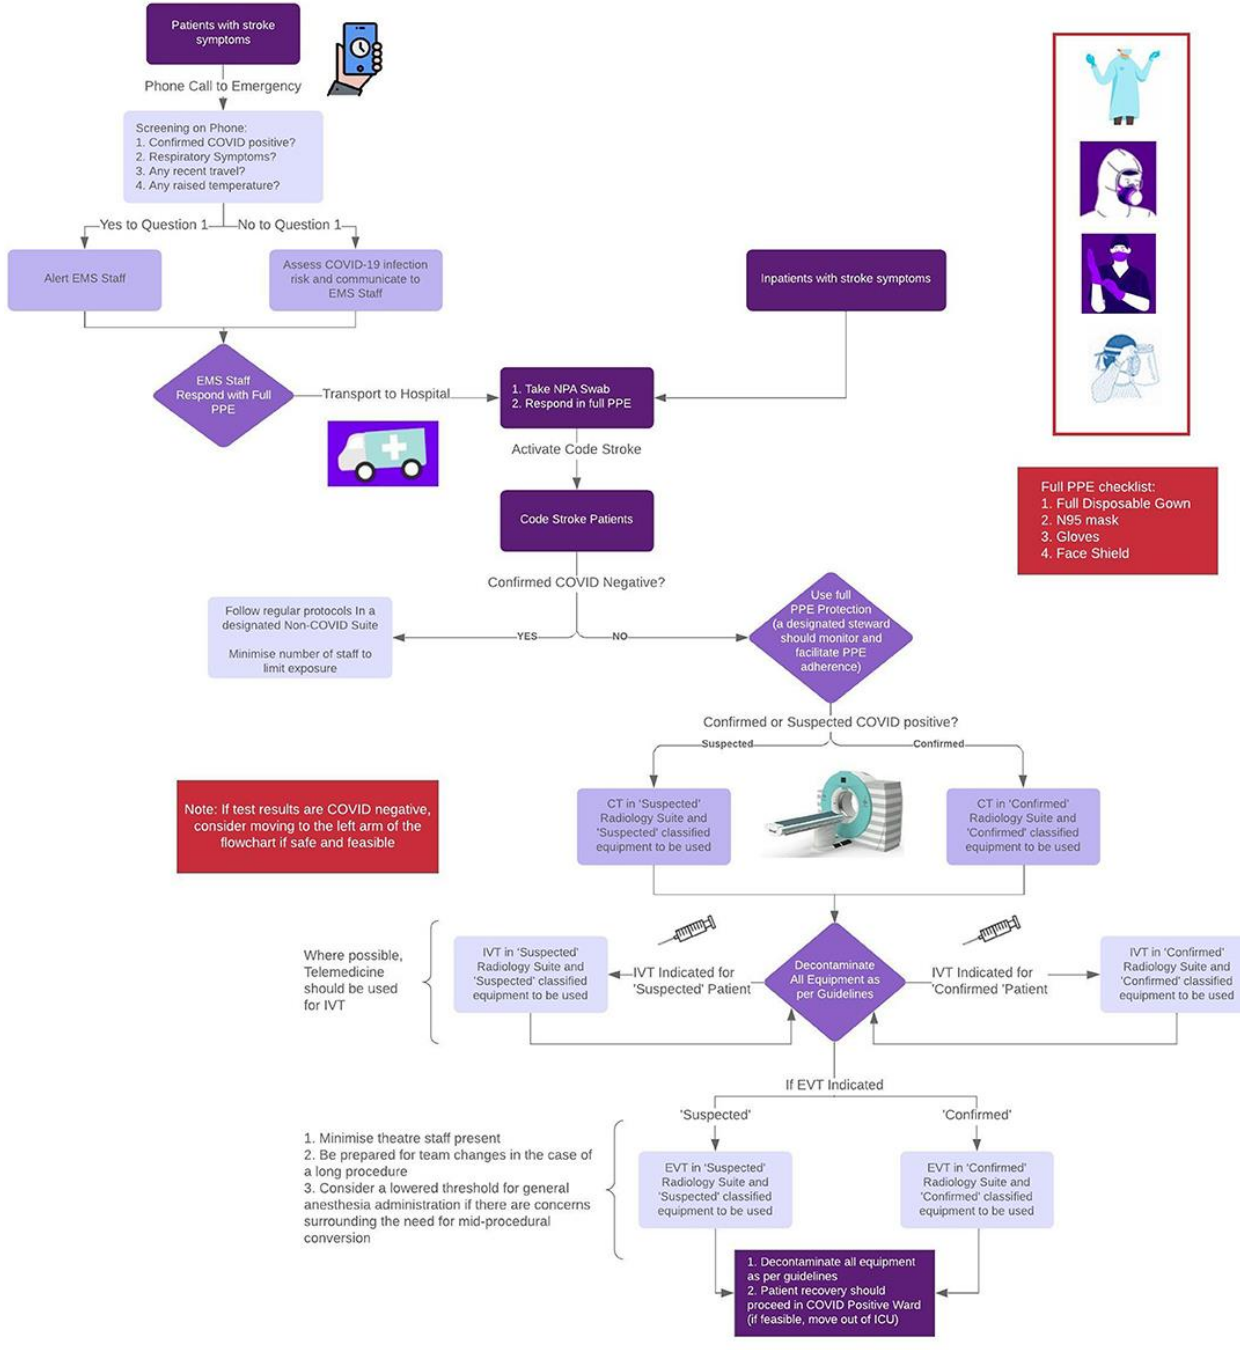 Patients with stroke
symptoms
Phone Call to Emergency
Screening on Phone:
1. Confirmed COVID positive?
2. Respiratory Symptoms?
3. Any recent travel?
4. Any raised temperature?
Yes to Question 1
No to Question 1
Alert EMS Staff
Assess COVID-19 infection
risk and communicate to
EMS Staff
Inpatients with stroke symptoms
EMS Staff
Respond with Full
PPE
Transport to Hospital
1. Take NPA Swab
2. Respond in full PPE
Activate Code Stroke
Code Stroke Patients
Full PPE checklist:
1. Full Disposable Gown
2. N95 mask
3. Gloves
4. Face Shield
Confirmed COVID Negative?
YES
NO
Follow regular protocols In a
designated Non-COVID Suite
Minimise number of staff to
limit exposure
Use full
PPE Protection
(a designated steward
should monitor and
facilitate PPE
adherence)
Confirmed or Suspected COVID positive?
Suspected
Confirmed
Note: If test results are COVID negative,
consider moving to the left arm of the
flowchart if safe and feasible
CT in 'Suspected'
Radiology Suite and
'Suspected' classified
equipment to be used
CT in 'Confirmed'
Radiology Suite and
'Confirmed' classified
equipment to be used
Where possible,
Telemedicine
should be used
for IVT
IVT in 'Suspected'
Radiology Suite and
'Suspected' classified
equipment to be used
IVT Indicated for
'Suspected' Patient
Decontaminate
All Equipment as
per Guidelines
IVT Indicated for
'Confirmed 'Patient
IVT in 'Confirmed'
Radiology Suite and
'Confirmed' classified
equipment to be used
If EVT Indicated
'Suspected'
'Confirmed'
1. Minimise theatre staff present
2. Be prepared for team changes in the case of
a long procedure
3. Consider a lowered threshold for general
anesthesia administration if there are concerns
surrounding the need for mid-procedural
conversion
EVT in 'Suspected'
Radiology Suite and
'Suspected' classified
equipment to be used
EVT in 'Confirmed'
Radiology Suite and
'Confirmed' classified
equipment to be used
1. Decontaminate all equipment
as per guidelines
2. Patient recovery should
proceed in COVID Positive Ward
(if feasible, move out of ICU)